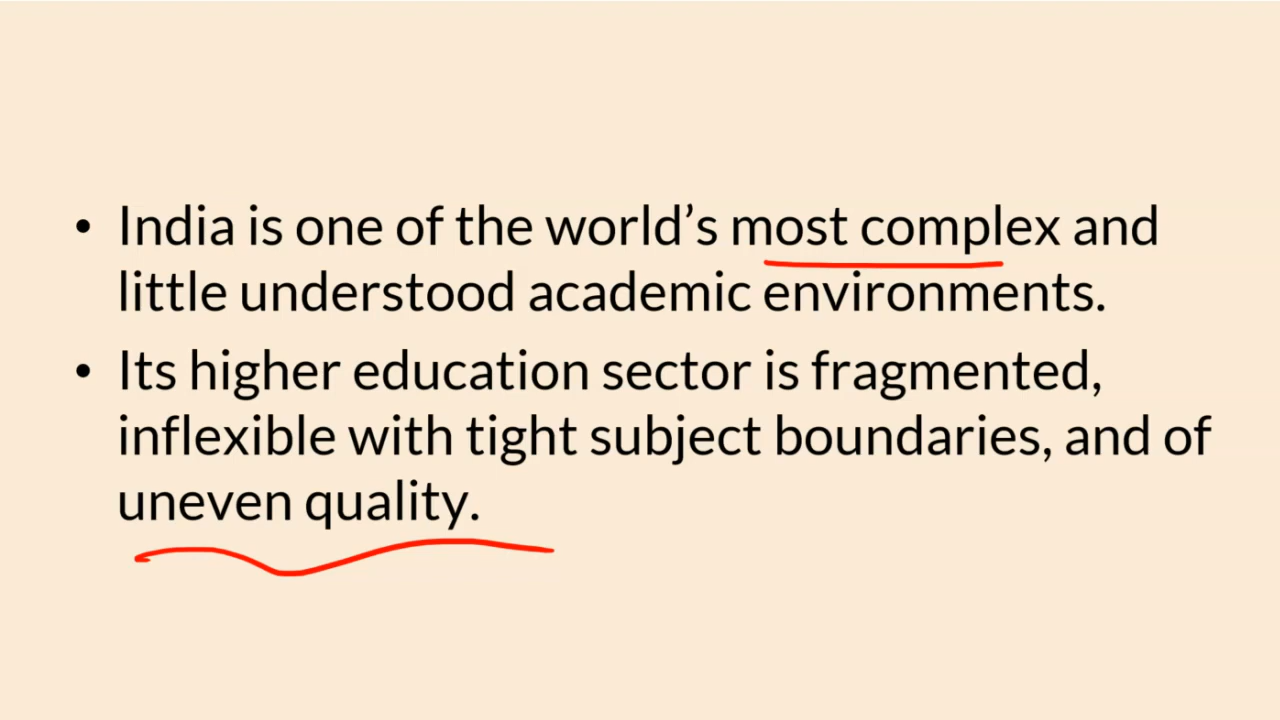 • India is one of the world’s most complex and
little understood academic environments.
• Its higher education sector is fragmented,
inflexible with tight subject boundaries, and of
uneven quality.